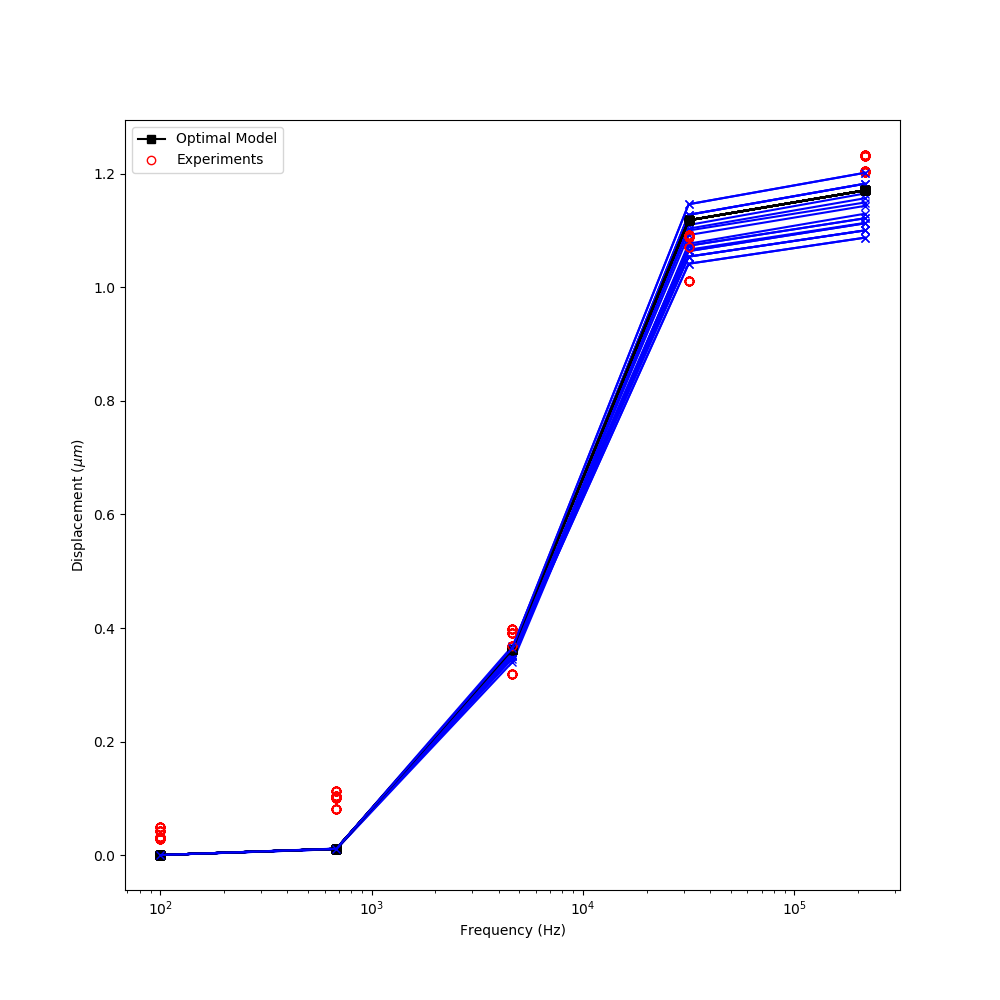 Optimal Model
Experiments
1.2
1.0
0.8
0.6
0.4
0.2
0.0
Displacement (μm)
10²
10³
10⁴
10⁵
Frequency (Hz)